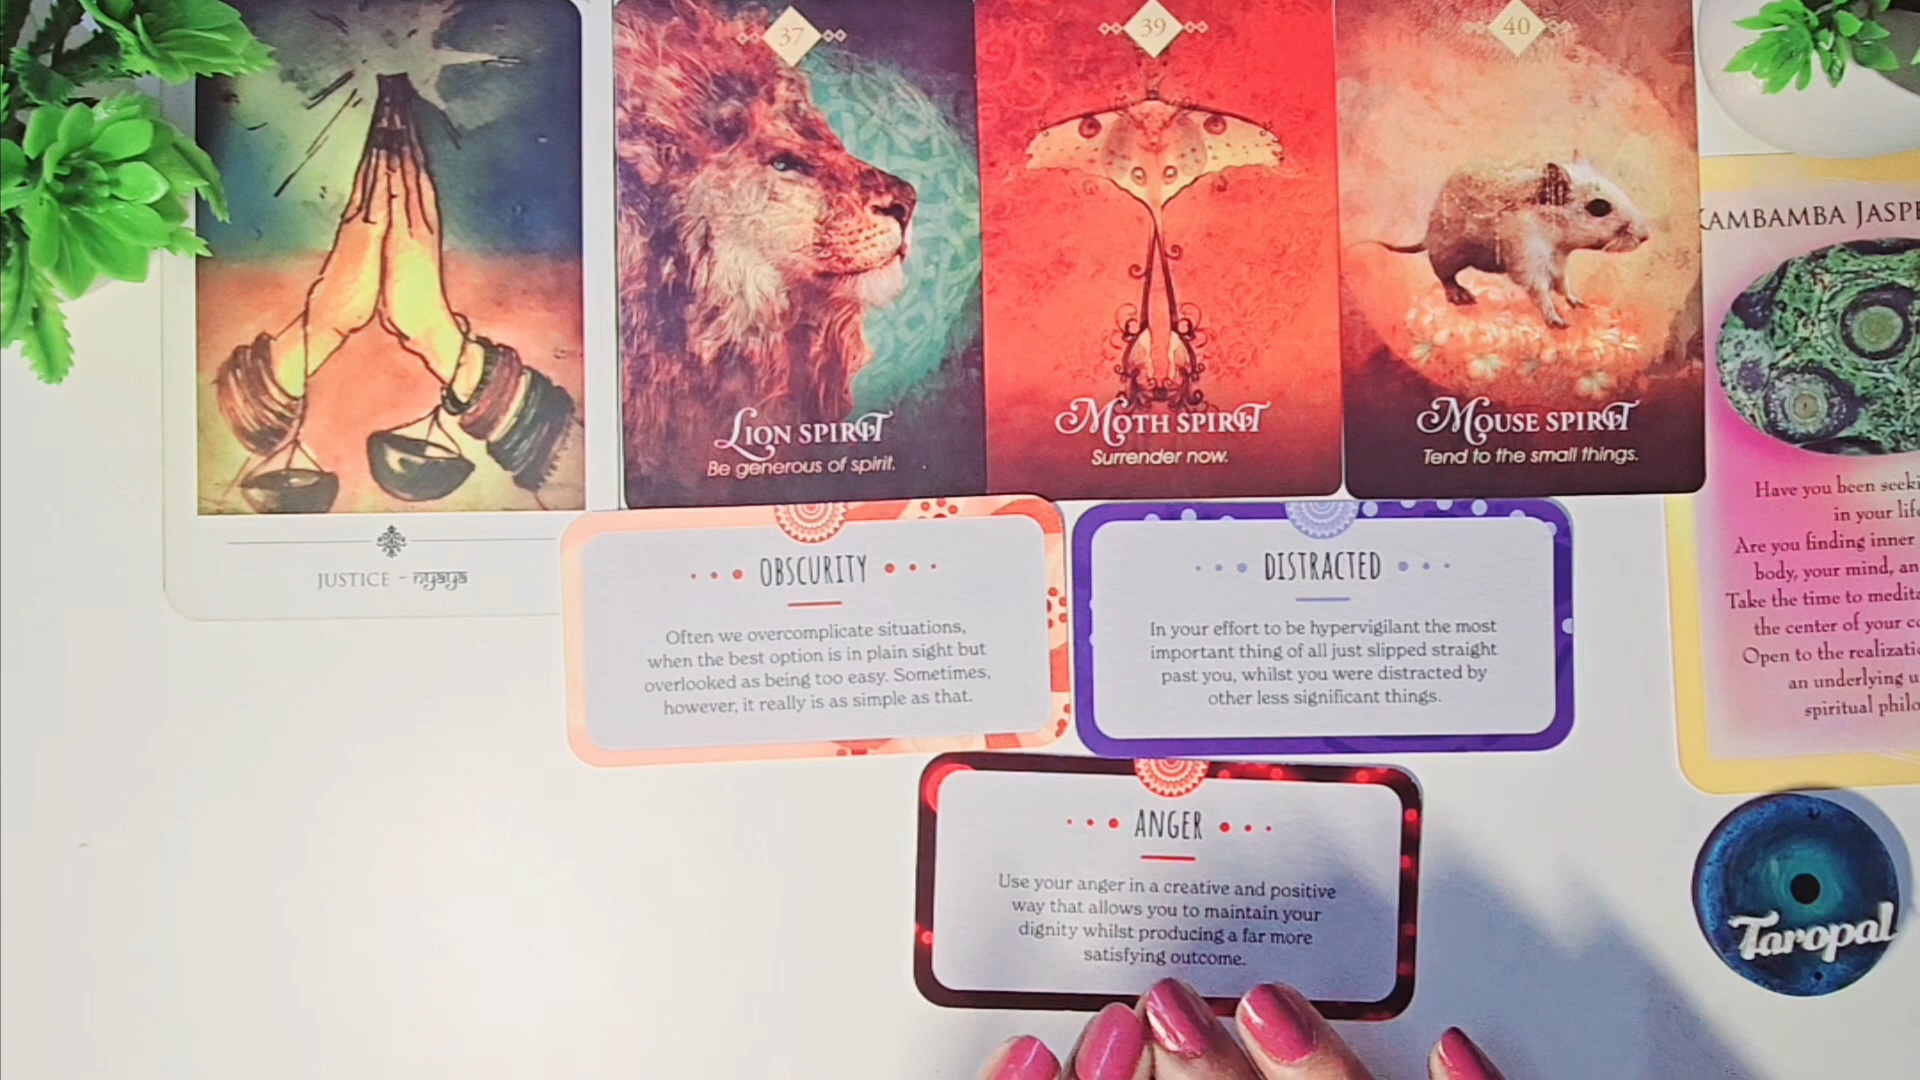 JUSTICE - nyaya
37
LION SPIRIT
Be generous of spirit.
39
MOTH SPIRIT
Surrender now.
40
MOUSE SPIRIT
Tend to the small things.
KAMBAMBA JASPE
Have you been seeki
in your life
Are you finding inner
body, your mind, an
Take the time to medita
the center of your co
Open to the realizati
an underlying u
spiritual philo
OBSCURITY
Often we overcomplicate situations,
when the best option is in plain sight but
overlooked as being too easy. Sometimes,
however, it really is as simple as that.
DISTRACTED
In your effort to be hypervigilant the most
important thing of all just slipped straight
past you, whilst you were distracted by
other less significant things.
ANGER
Use your anger in a creative and positive
way that allows you to maintain your
dignity whilst producing a far more
satisfying outcome.
Taropal